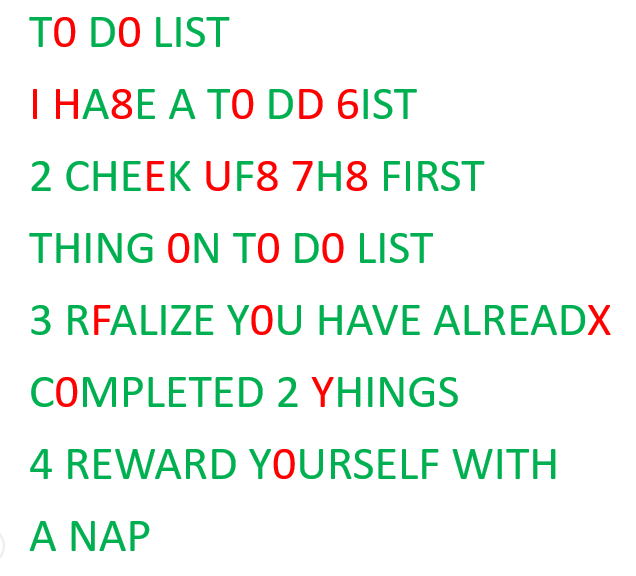 T0 D0 LIST
I HA8E A T0 DD 6IST
2 CHEEK UF8 7H8 FIRST
THING 0N T0 D0 LIST
3 RFALIZE Y0U HAVE ALREADX
C0MPLETED 2 YHINGS
4 REWARD Y0URSELF WITH
A NAP